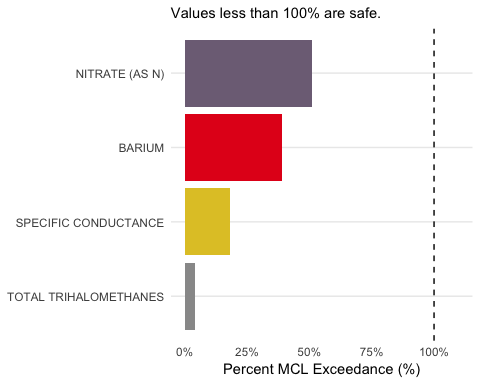 Values less than 100% are safe.
NITRATE (AS N)
BARIUM
SPECIFIC CONDUCTANCE
TOTAL TRIHALOMETHANES
0% 25% 50% 75% 100%
Percent MCL Exceedance (%)